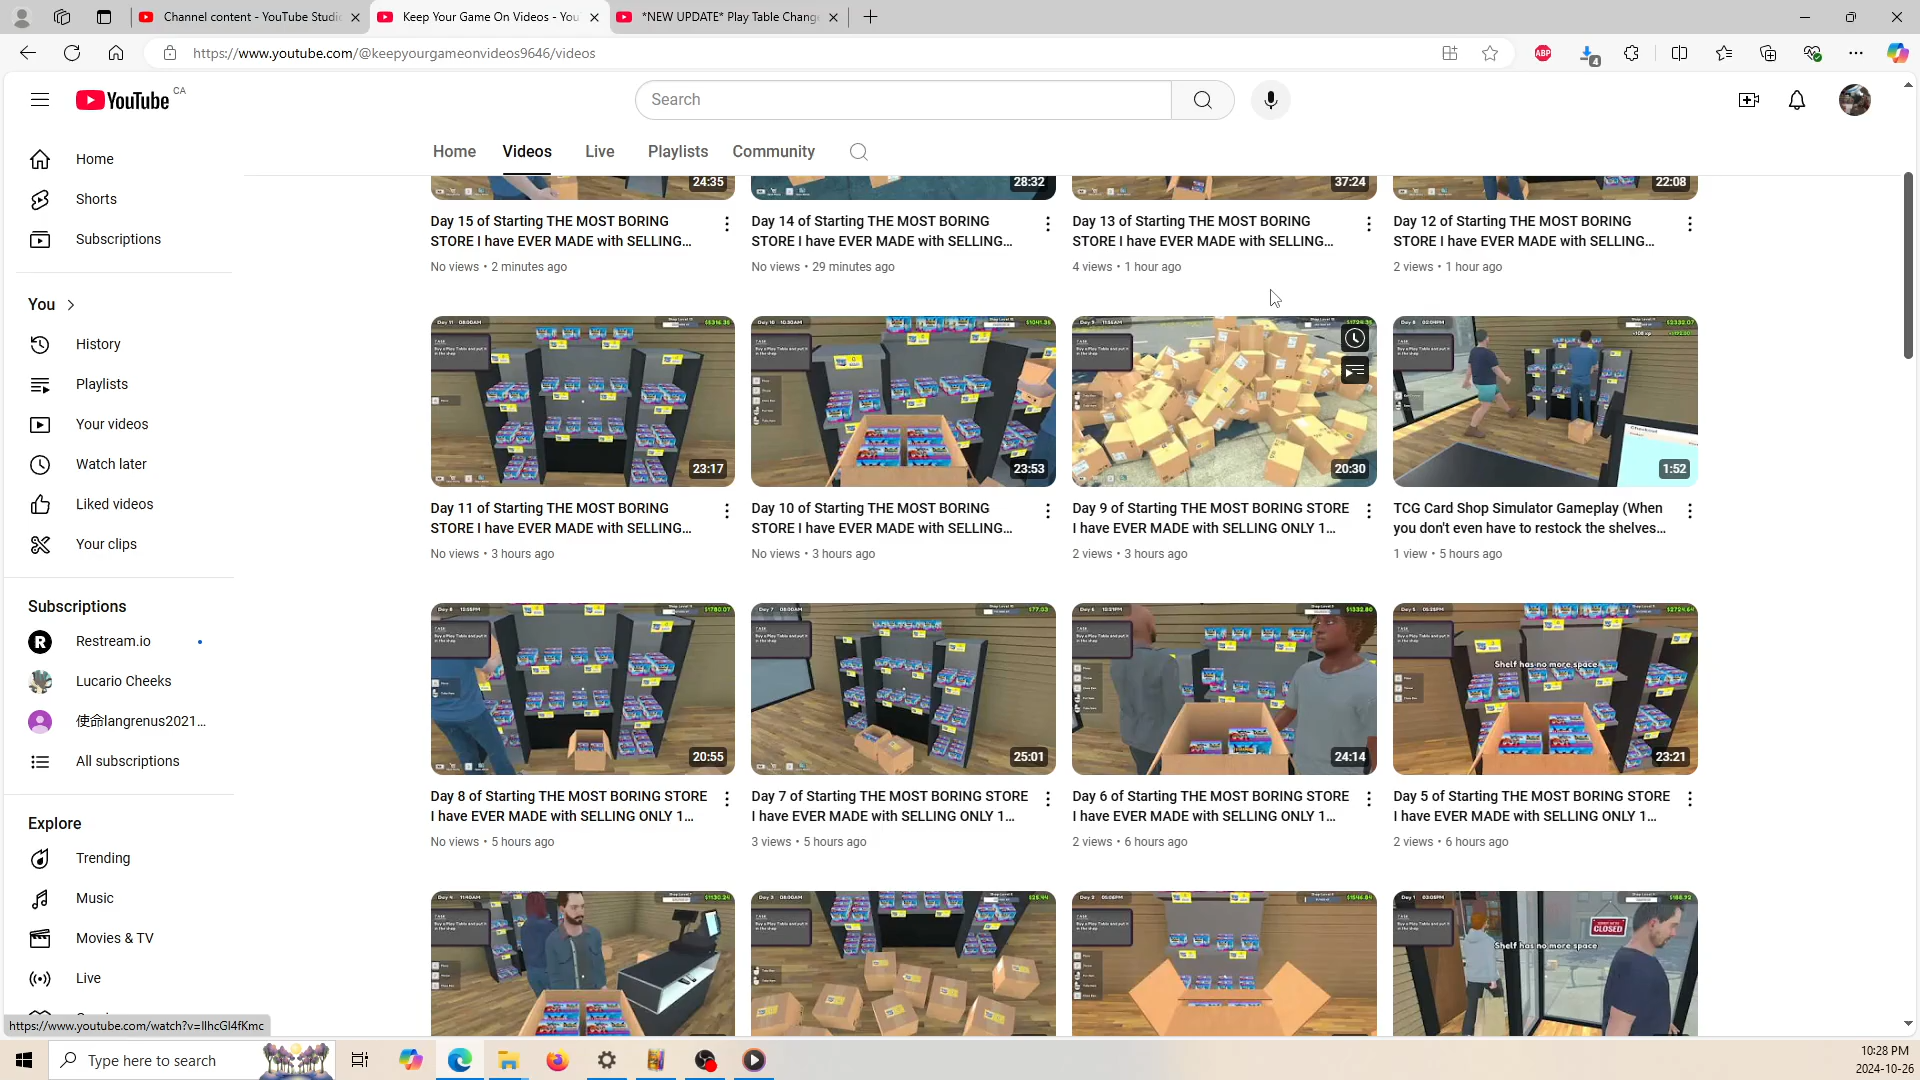 Channel content - YouTube Studio
Keep Your Game On Videos - You
*NEW UPDATE* Play Table Change
https://www.youtube.com/@keepyourgameonvideos9646/videos
ABP
4
YouTube CA
Search
Home
Videos
Live
Playlists
Community
Home
Shorts
Subscriptions
You
History
Playlists
Your videos
Watch later
Liked videos
Your clips
Subscriptions
R Restream.io
Lucario Cheeks
使命langrenus2021...
All subscriptions
Explore
Trending
Music
Movies & TV
Live
24:35
28:32
37:24
22:08
Day 15 of Starting THE MOST BORING
STORE I have EVER MADE with SELLING...
No views • 2 minutes ago
Day 14 of Starting THE MOST BORING
STORE I have EVER MADE with SELLING...
No views • 29 minutes ago
Day 13 of Starting THE MOST BORING
STORE I have EVER MADE with SELLING...
4 views • 1 hour ago
Day 12 of Starting THE MOST BORING
STORE I have EVER MADE with SELLING...
2 views • 1 hour ago
23:17
23:53
20:30
1:52
Day 11 of Starting THE MOST BORING
STORE I have EVER MADE with SELLING...
No views • 3 hours ago
Day 10 of Starting THE MOST BORING
STORE I have EVER MADE with SELLING...
No views • 3 hours ago
Day 9 of Starting THE MOST BORING STORE
I have EVER MADE with SELLING ONLY 1...
2 views • 3 hours ago
TCG Card Shop Simulator Gameplay (When
you don't even have to restock the shelves...
1 view • 5 hours ago
20:55
25:01
24:14
Shelf has no more space
23:21
Day 8 of Starting THE MOST BORING STORE
I have EVER MADE with SELLING ONLY 1...
No views • 5 hours ago
Day 7 of Starting THE MOST BORING STORE
I have EVER MADE with SELLING ONLY 1...
3 views • 5 hours ago
Day 6 of Starting THE MOST BORING STORE
I have EVER MADE with SELLING ONLY 1...
2 views • 6 hours ago
Day 5 of Starting THE MOST BORING STORE
I have EVER MADE with SELLING ONLY 1...
2 views • 6 hours ago
CLOSED
Shelf has no more space
https://www.youtube.com/watch?v=IlhcGl4fKmc
Type here to search
10:28 PM
2024-10-26